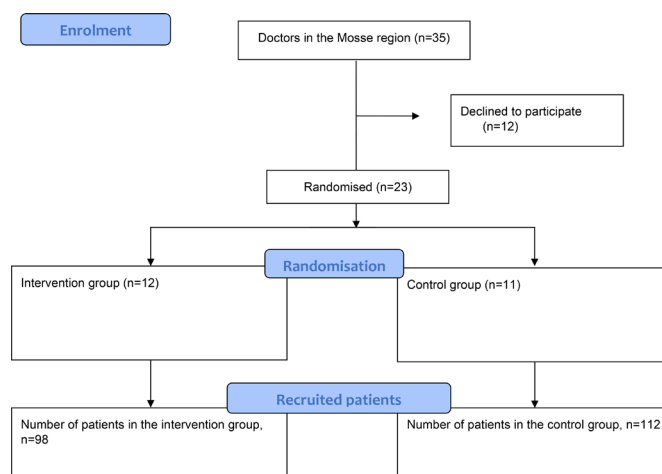 Enrolment
Doctors in the Mosse region (n=35)
Declined to participate
(n=12)
Randomised (n=23)
Randomisation
Intervention group (n=12)
Control group (n=11)
Recruited patients
Number of patients in the intervention group,
n=98
Number of patients in the control group, n=112